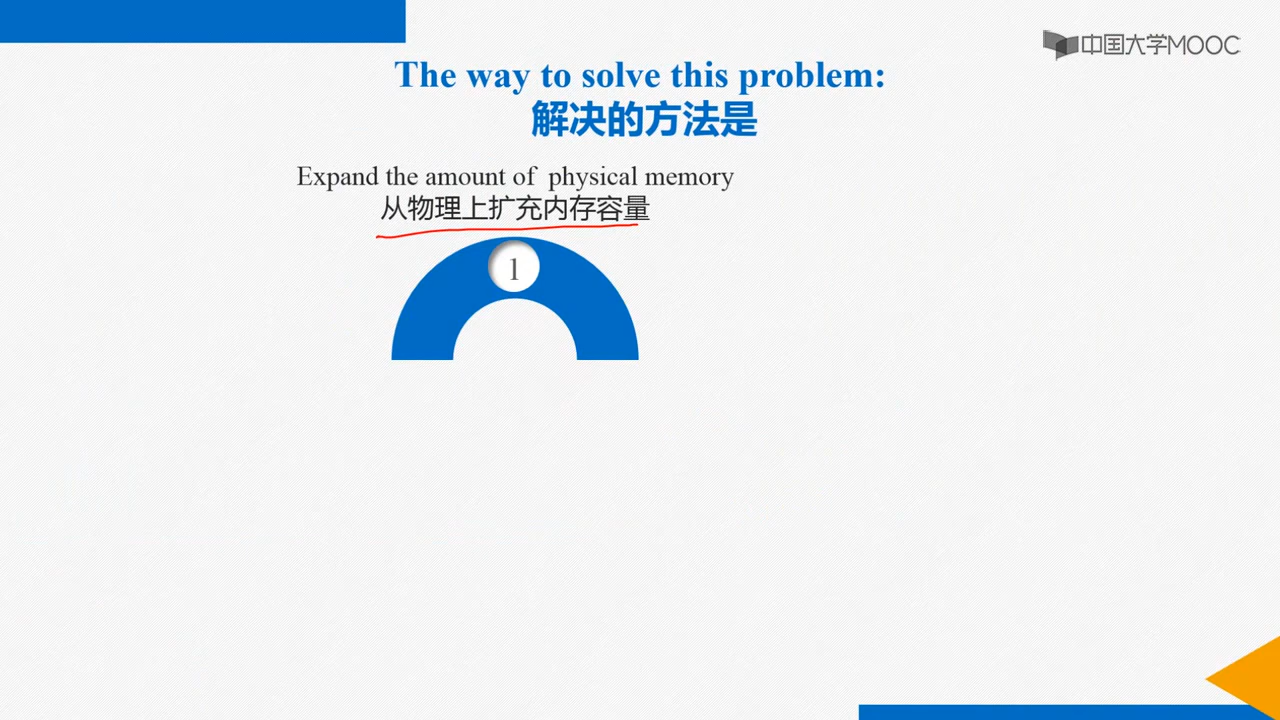 中国大学MOOC
The way to solve this problem:
解决的方法是
Expand the amount of physical memory
从物理上扩充内存容量
1